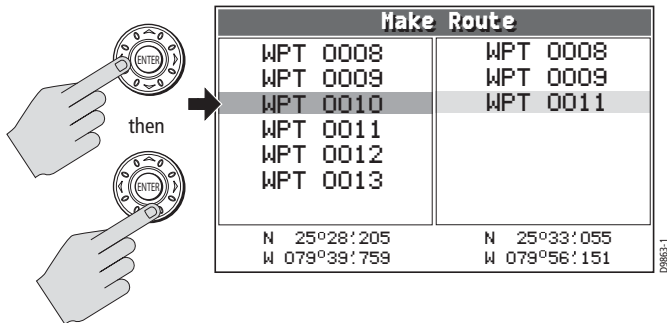 Make Route
WPT 0008
WPT 0009
WPT 0010
WPT 0011
WPT 0012
WPT 0013
WPT 0008
WPT 0009
WPT 0011
N 25°28'.205
W 079°39'.759
N 25°33'.055
W 079°56'.151
ENTER
then
ENTER
D9863-1